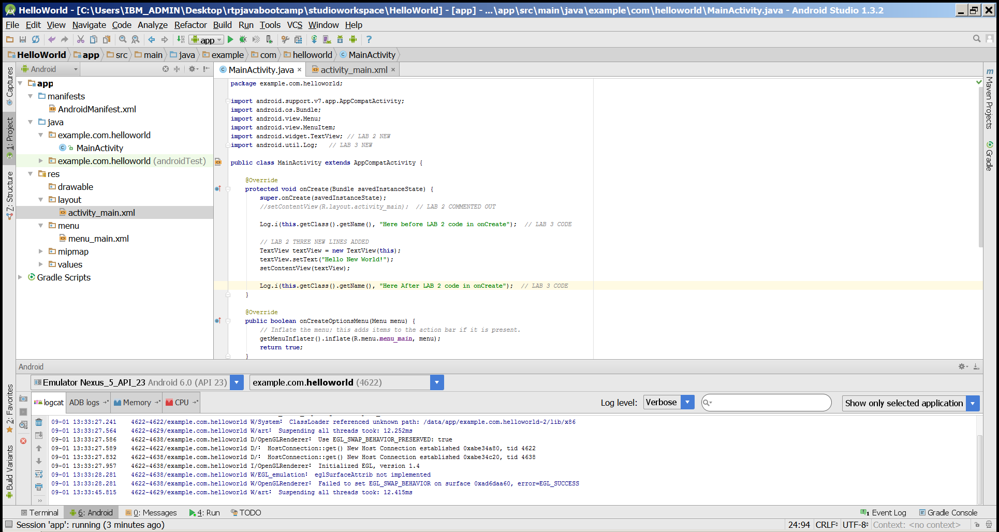 HelloWorld - [C:\Users\IBM_ADMIN\Desktop\rtpjavabootcamp\studioworkspace\HelloWorld] - [app] - ...\app\src\main\java\example\com\helloworld\MainActivity.java - Android Studio 1.3.2
File Edit View Navigate Code Analyze Refactor Build Run Tools VCS Window Help
app
HelloWorld app src main java example com helloworld MainActivity
Android
MainActivity.java activity_main.xml
Captures
1: Project
Z: Structure
2: Favorites
Build Variants
app
manifests
AndroidManifest.xml
java
example.com.helloworld
MainActivity
example.com.helloworld (androidTest)
res
drawable
layout
activity_main.xml
menu
menu_main.xml
mipmap
values
Gradle Scripts
package example.com.helloworld;
import android.support.v7.app.AppCompatActivity;
import android.os.Bundle;
import android.view.Menu;
import android.view.MenuItem;
import android.widget.TextView; // LAB 2 NEW
import android.util.Log;   // LAB 3 NEW
public class MainActivity extends AppCompatActivity {
@Override
protected void onCreate(Bundle savedInstanceState) {
super.onCreate(savedInstanceState);
//setContentView(R.layout.activity_main);  // LAB 2 COMMENTED OUT
Log.i(this.getClass().getName(), "Here before LAB 2 code in onCreate");  // LAB 3 CODE
// LAB 2 THREE NEW LINES ADDED
TextView textView = new TextView(this);
textView.setText("Hello New World!");
setContentView(textView);
Log.i(this.getClass().getName(), "Here After LAB 2 code in onCreate");  // LAB 3 CODE
}
@Override
public boolean onCreateOptionsMenu(Menu menu) {
// Inflate the menu; this adds items to the action bar if it is present.
getMenuInflater().inflate(R.menu.menu_main, menu);
return true;
}
m Maven Projects
Gradle
Android
Emulator Nexus_5_API_23 Android 6.0 (API 23) example.com.helloworld (4622)
logcat ADB logs Memory CPU Log level: Verbose Show only selected application
09-01 13:33:27.241    4622-4622/example.com.helloworld W/System: ClassLoader referenced unknown path: /data/app/example.com.helloworld-2/lib/x86
09-01 13:33:27.564    4622-4629/example.com.helloworld W/art: Suspending all threads took: 12.252ms
09-01 13:33:27.586    4622-4638/example.com.helloworld D/OpenGLRenderer: Use EGL_SWAP_BEHAVIOR_PRESERVED: true
09-01 13:33:27.589    4622-4622/example.com.helloworld D/: HostConnection::get() New Host Connection established 0xabe34a80, tid 4622
09-01 13:33:27.832    4622-4638/example.com.helloworld D/: HostConnection::get() New Host Connection established 0xabe34c20, tid 4638
09-01 13:33:27.957    4622-4638/example.com.helloworld I/OpenGLRenderer: Initialized EGL, version 1.4
09-01 13:33:28.281    4622-4638/example.com.helloworld W/EGL_emulation: eglSurfaceAttrib not implemented
09-01 13:33:28.281    4622-4638/example.com.helloworld W/OpenGLRenderer: Failed to set EGL_SWAP_BEHAVIOR on surface 0xad6daa60, error=EGL_SUCCESS
09-01 13:33:45.815    4622-4629/example.com.helloworld W/art: Suspending all threads took: 12.415ms
Terminal 6: Android 0: Messages 4: Run TODO 1 Event Log Gradle Console
Session 'app': running (3 minutes ago) 24:94 CRLF UTF-8 Context: <no context>